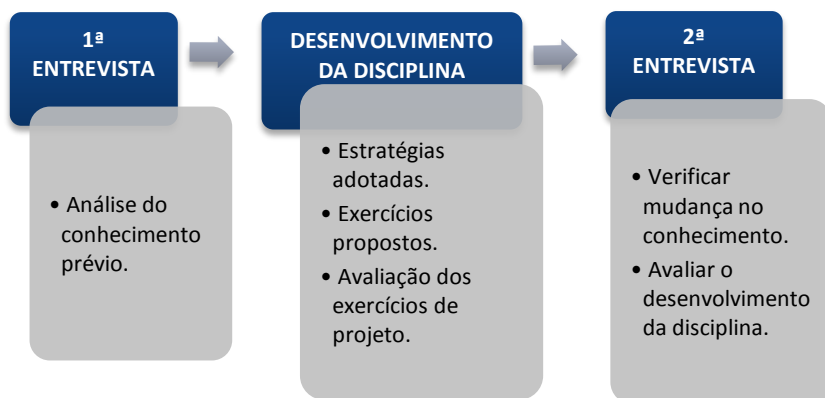 1ª
ENTREVISTA
• Análise do
conhecimento
prévio.
DESENVOLVIMENTO
DA DISCIPLINA
• Estratégias
adotadas.
• Exercícios
propostos.
• Avaliação dos
exercícios de
projeto.
2ª
ENTREVISTA
• Verificar
mudança no
conhecimento.
• Avaliar o
desenvolvimento
da disciplina.